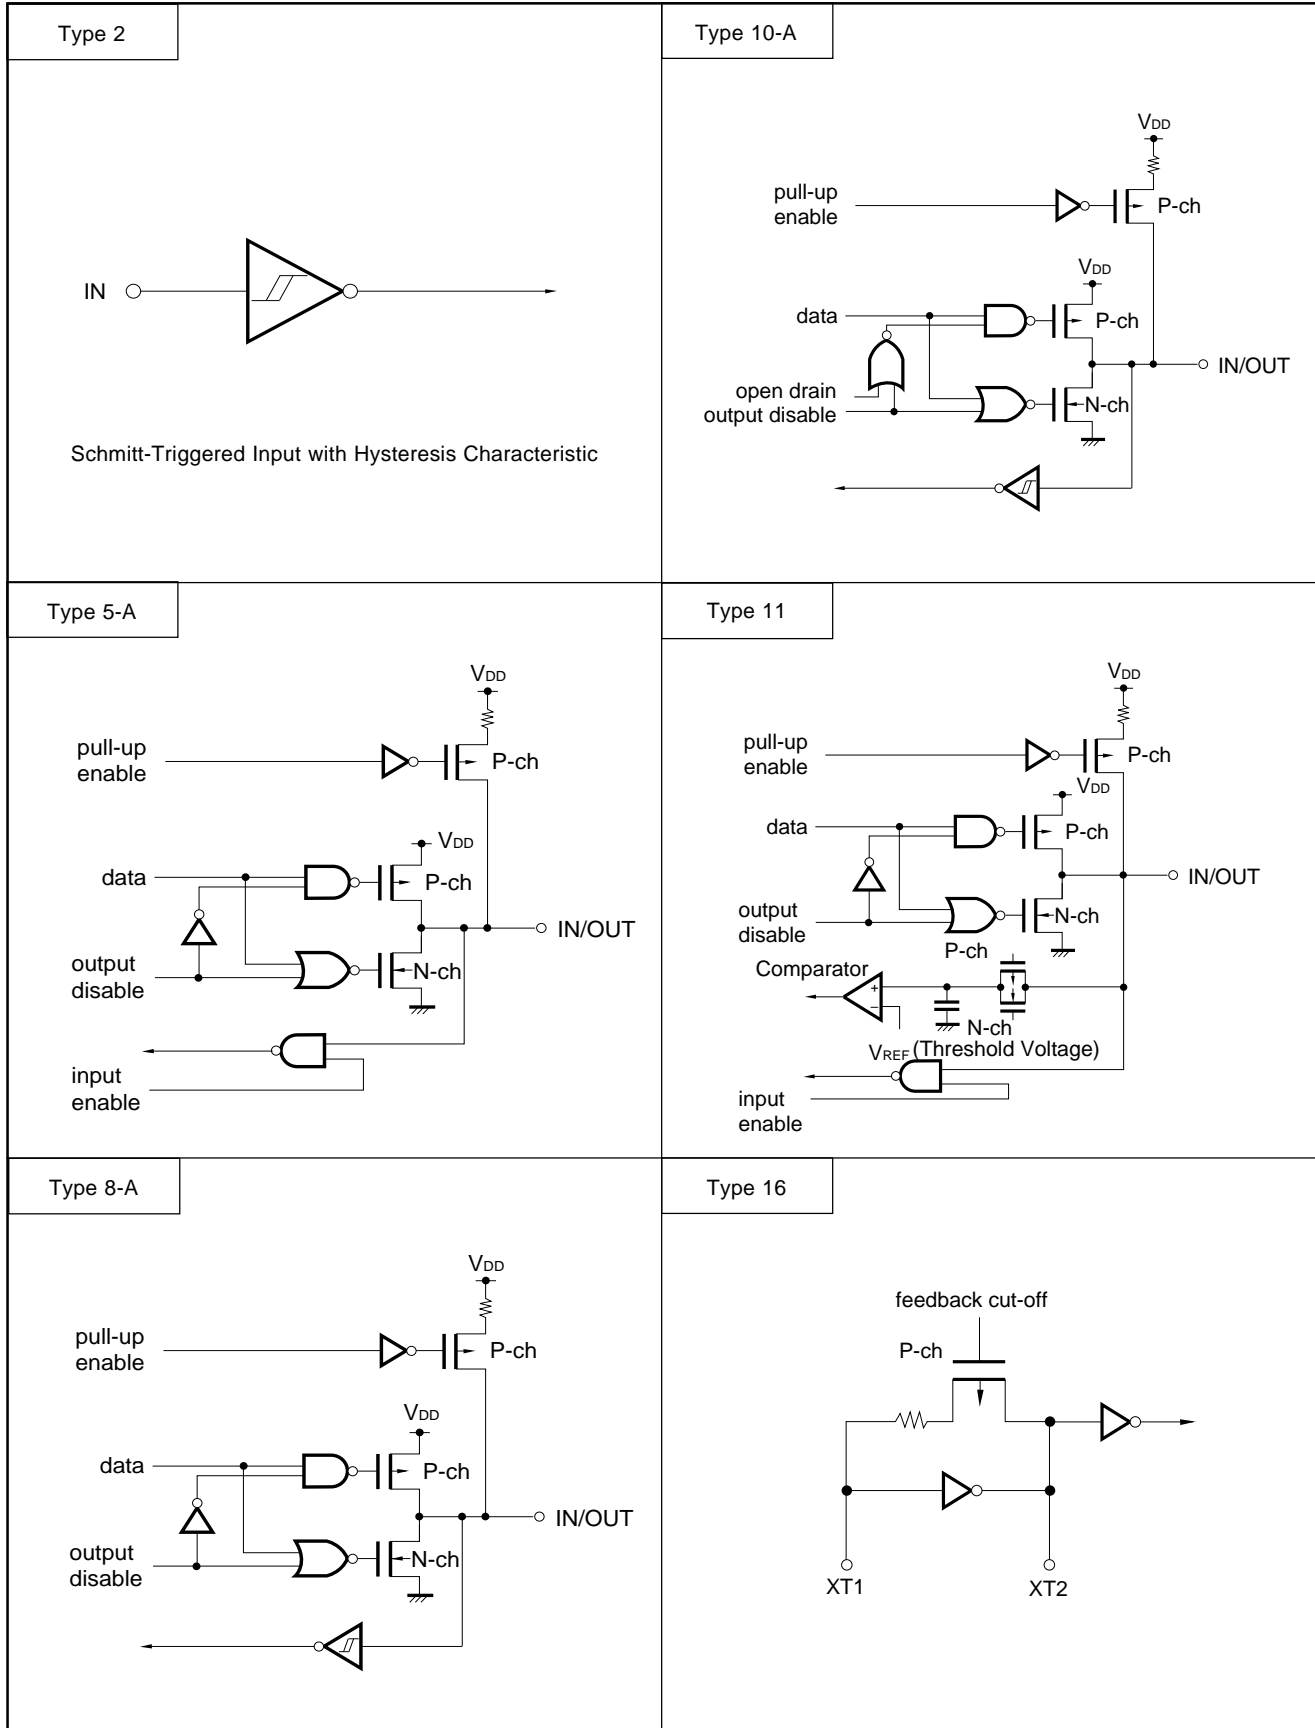 Type 2
IN
Schmitt-Triggered Input with Hysteresis Characteristic
Type 10-A
VDD
pull-up
enable
P-ch
VDD
data
P-ch
IN/OUT
open drain
output disable
N-ch
Type 5-A
VDD
pull-up
enable
P-ch
VDD
data
P-ch
IN/OUT
output
disable
N-ch
input
enable
Type 11
VDD
pull-up
enable
P-ch
VDD
data
P-ch
IN/OUT
output
disable
N-ch
P-ch
Comparator
+
−
N-ch
VREF (Threshold Voltage)
input
enable
Type 8-A
VDD
pull-up
enable
P-ch
VDD
data
P-ch
IN/OUT
output
disable
N-ch
Type 16
feedback cut-off
P-ch
XT1
XT2